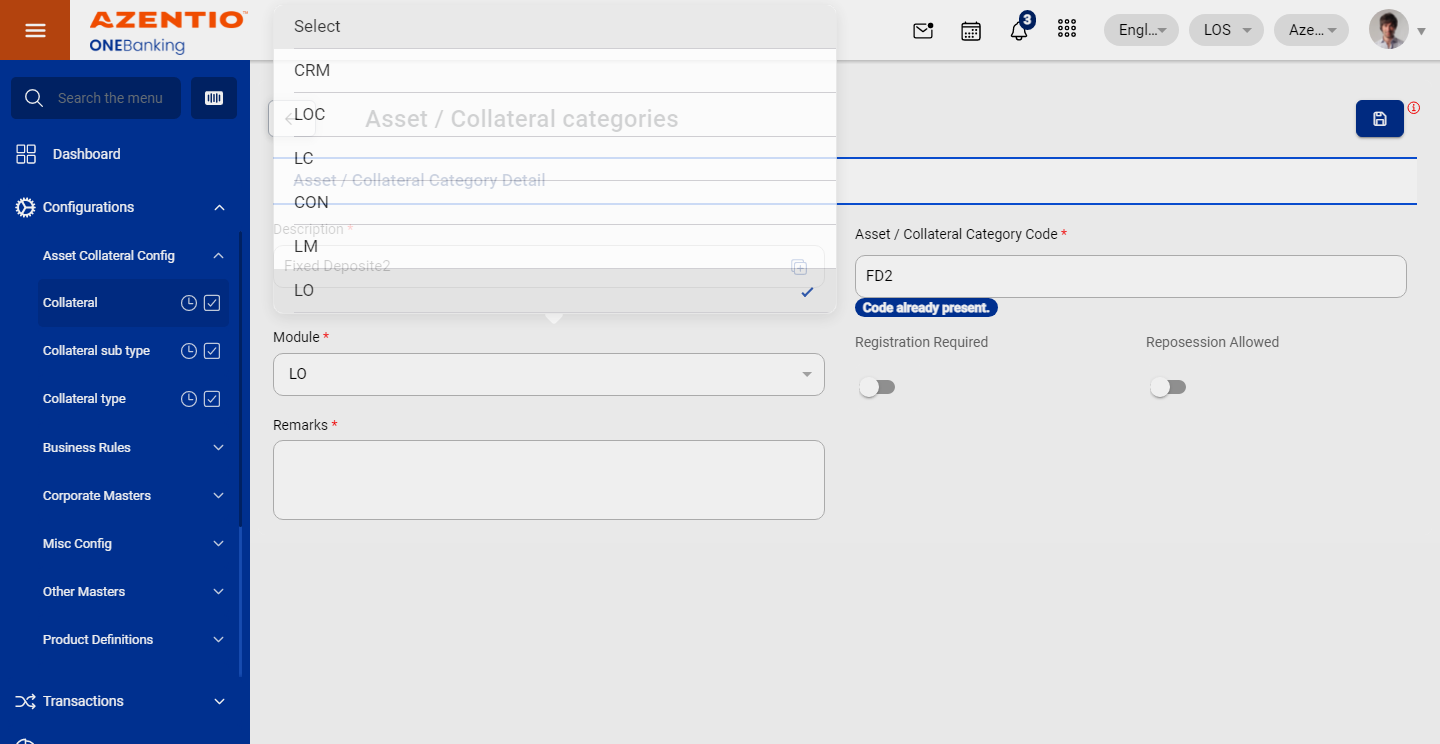 AZENTIO™
ONEBanking
3
Engl...
LOS
Aze...
Search the menu
Dashboard
Configurations
Asset Collateral Config
Collateral
Collateral sub type
Collateral type
Business Rules
Corporate Masters
Misc Config
Other Masters
Product Definitions
Transactions
Select
CRM
LOC
LC
CON
LM
LO
Asset / Collateral categories
Asset / Collateral Category Detail
Description *
Fixed Deposite2
Asset / Collateral Category Code *
FD2
Code already present.
Module *
LO
Registration Required
Reposession Allowed
Remarks *